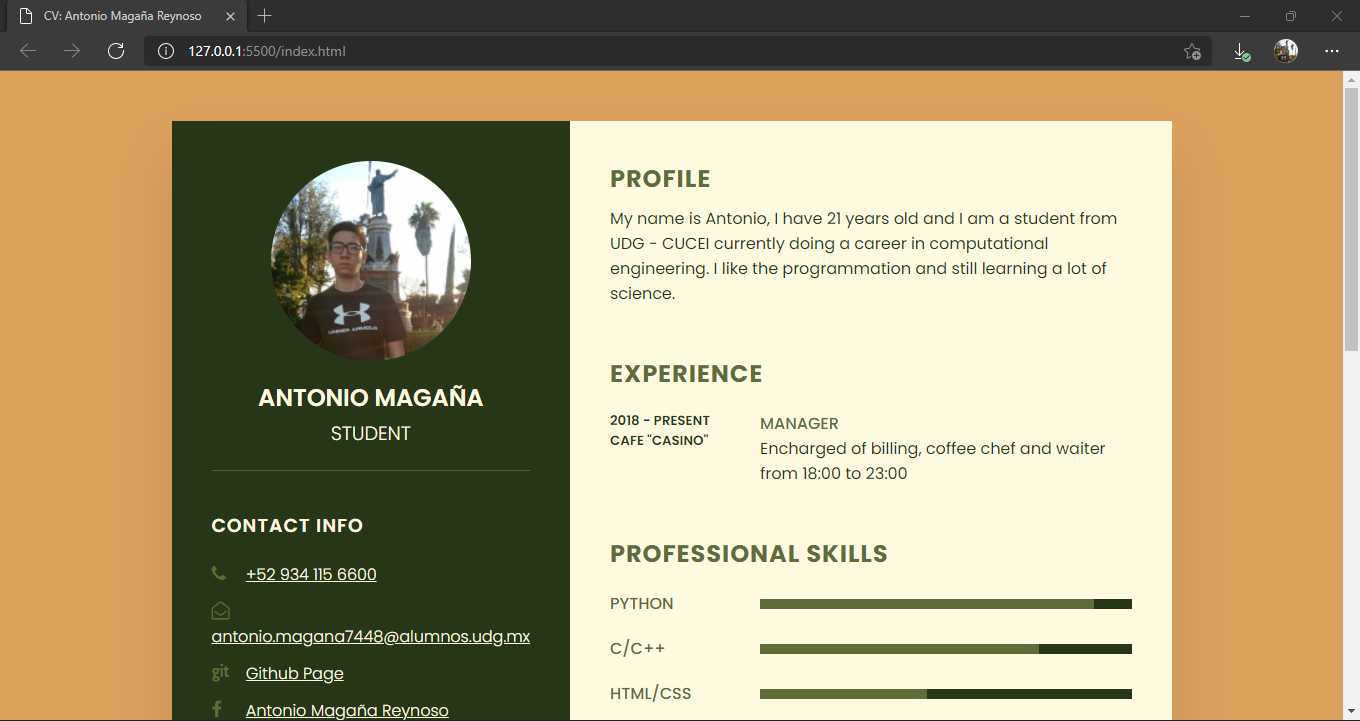 CV: Antonio Magaña Reynoso
127.0.0.1:5500/index.html
ANTONIO MAGAÑA
STUDENT
CONTACT INFO
+52 934 115 6600
antonio.magana7448@alumnos.udg.mx
git Github Page
Antonio Magaña Reynoso
UNDER ARMOUR
PROFILE
My name is Antonio, I have 21 years old and I am a student from
UDG - CUCEI currently doing a career in computational
engineering. I like the programmation and still learning a lot of
science.
EXPERIENCE
2018 - PRESENT
CAFE "CASINO"
MANAGER
Encharged of billing, coffee chef and waiter
from 18:00 to 23:00
PROFESSIONAL SKILLS
PYTHON
C/C++
HTML/CSS